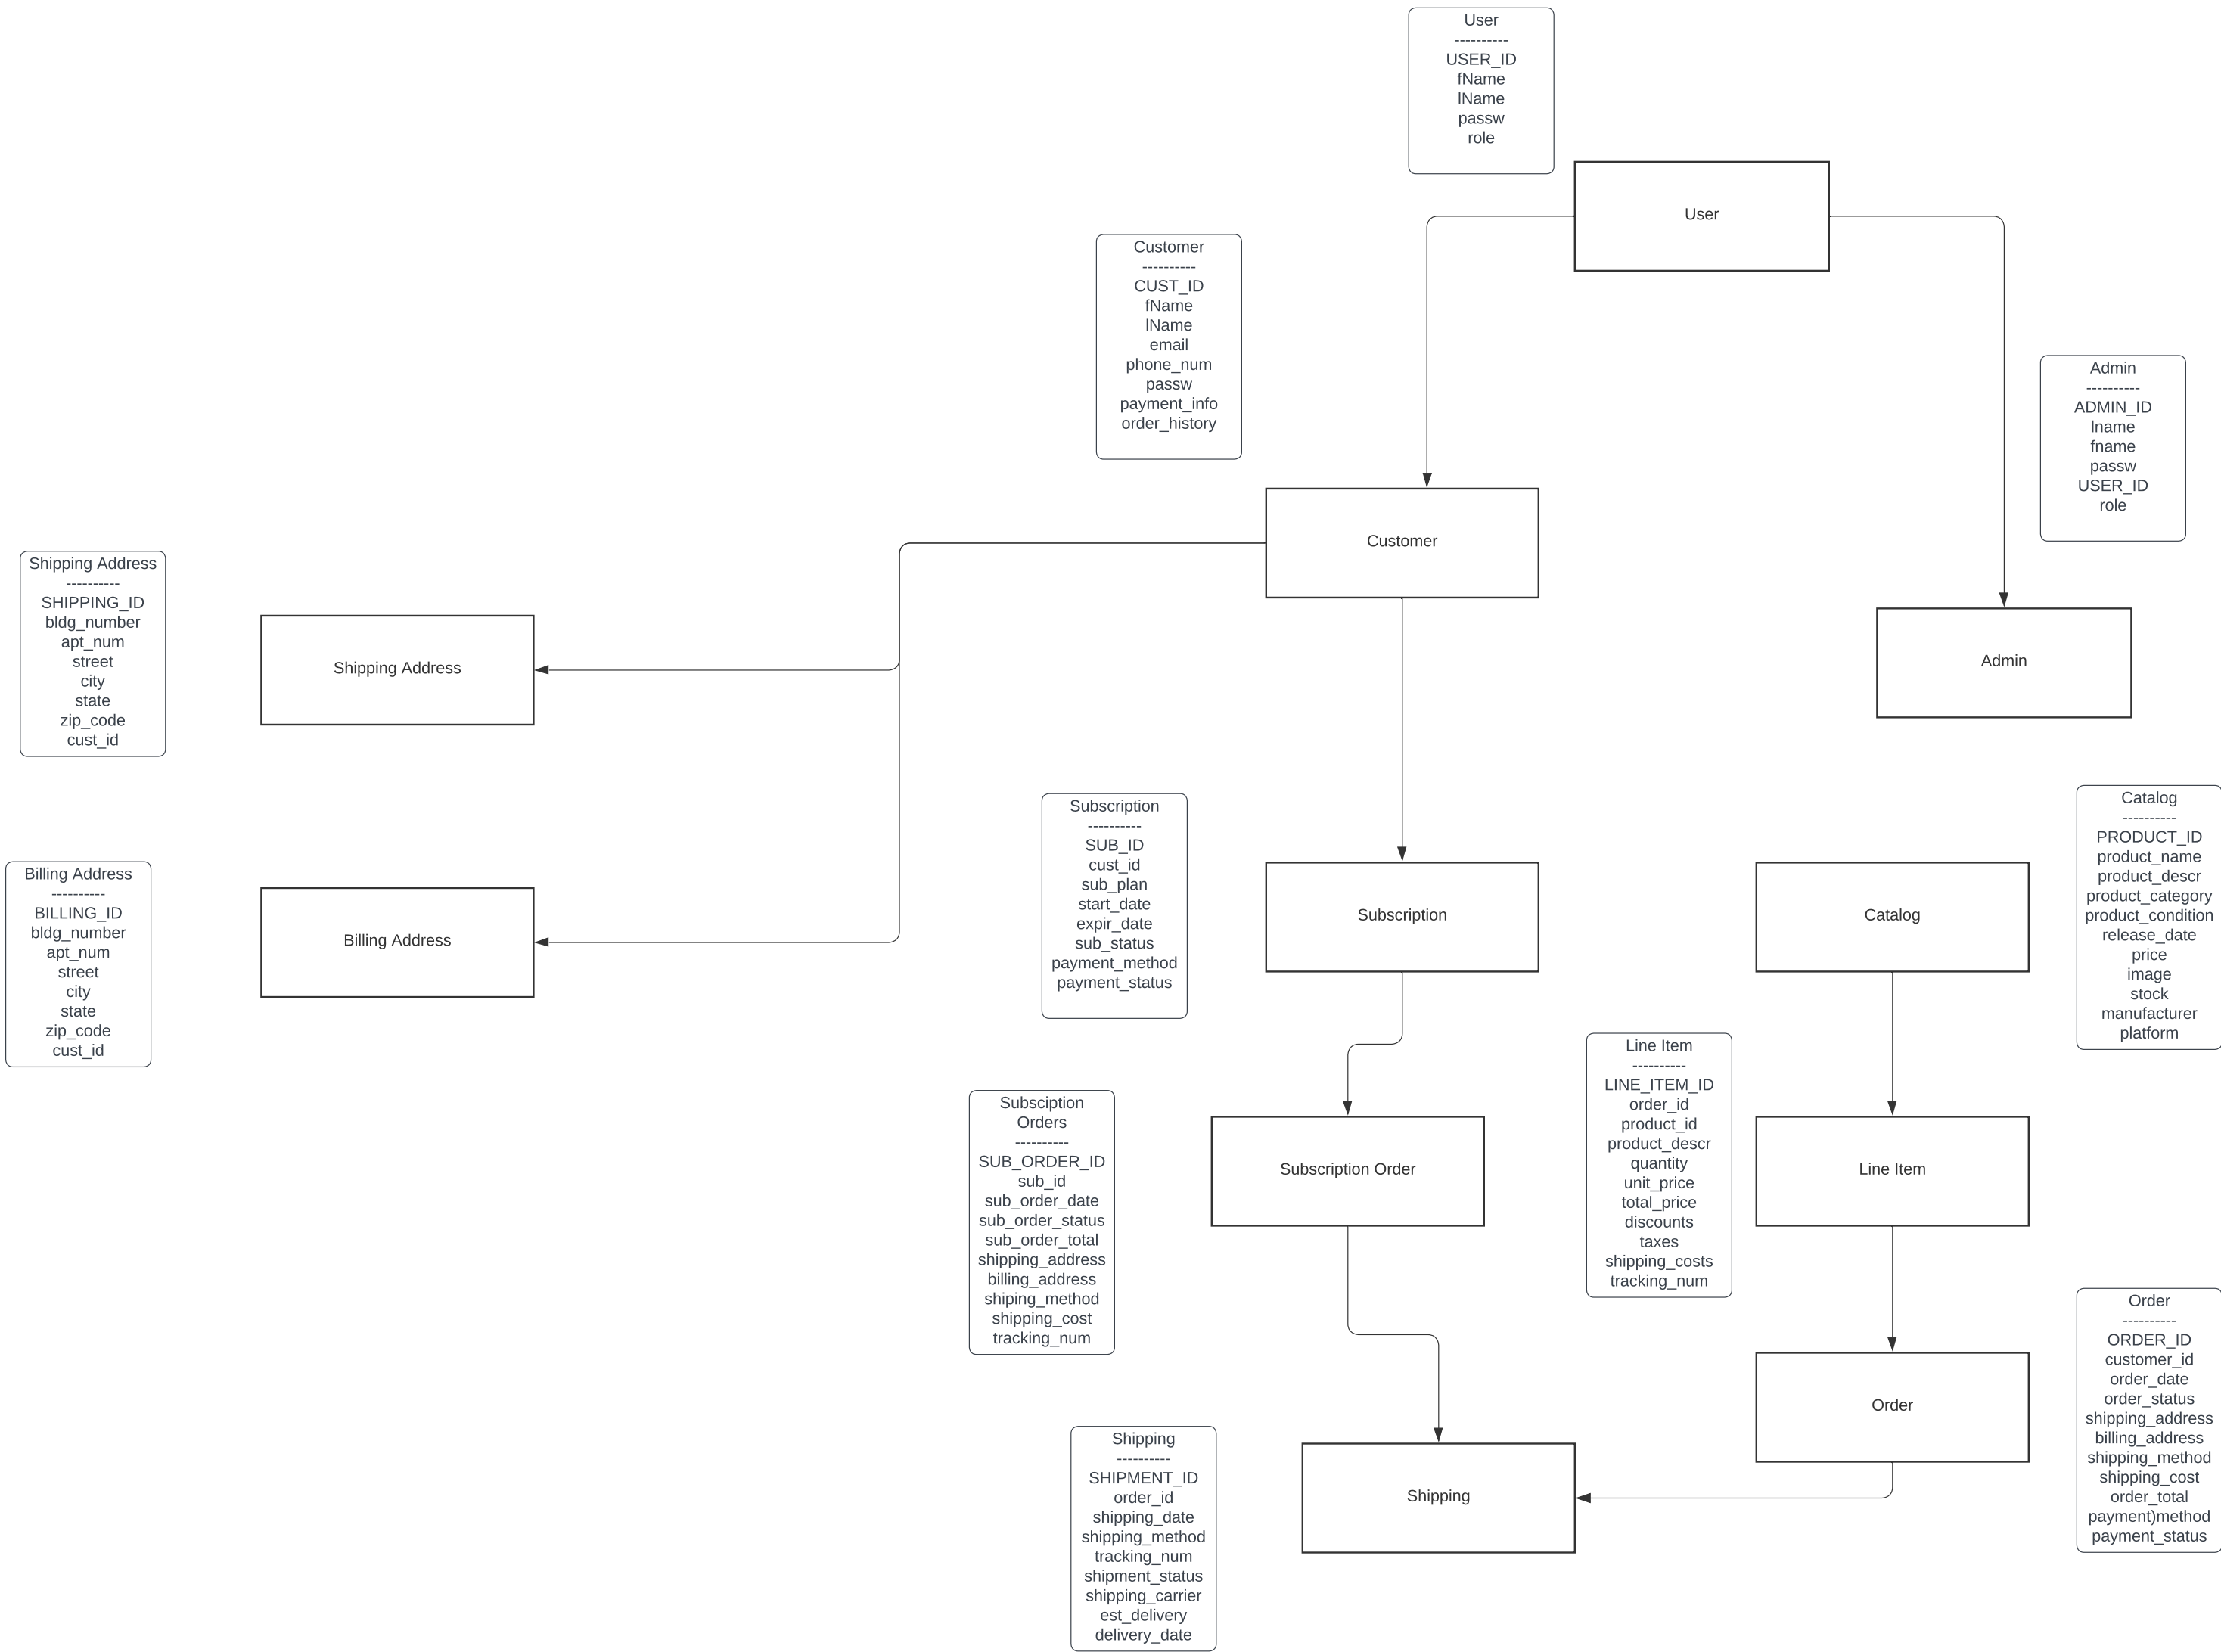 User
----------
USER_ID
fName
lName
passw
role
User
Customer
----------
CUST_ID
fName
lName
email
phone_num
passw
payment_info
order_history
Admin
----------
ADMIN_ID
lname
fname
passw
USER_ID
role
Customer
Shipping Address
----------
SHIPPING_ID
bldg_number
apt_num
street
city
state
zip_code
cust_id
Shipping Address
Admin
Subscription
----------
SUB_ID
cust_id
sub_plan
start_date
expir_date
sub_status
payment_method
payment_status
Catalog
----------
PRODUCT_ID
product_name
product_descr
product_category
product_condition
release_date
price
image
stock
manufacturer
platform
Billing Address
----------
BILLING_ID
bldg_number
apt_num
street
city
state
zip_code
cust_id
Billing Address
Subscription
Catalog
Line Item
----------
LINE_ITEM_ID
order_id
product_id
product_descr
quantity
unit_price
total_price
discounts
taxes
shipping_costs
tracking_num
Subsciption
Orders
----------
SUB_ORDER_ID
sub_id
sub_order_date
sub_order_status
sub_order_total
shipping_address
billing_address
shiping_method
shipping_cost
tracking_num
Subscription Order
Line Item
Order
----------
ORDER_ID
customer_id
order_date
order_status
shipping_address
billing_address
shipping_method
shipping_cost
order_total
payment)method
payment_status
Order
Shipping
----------
SHIPMENT_ID
order_id
shipping_date
shipping_method
tracking_num
shipment_status
shipping_carrier
est_delivery
delivery_date
Shipping